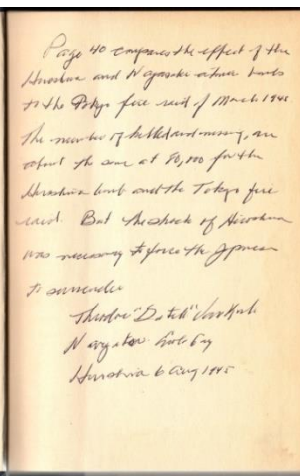 Page 40 compares the effect of the
Hiroshima and Nagasaki atomic bombs
to the Tokyo fire raid of March 1945
The number of killed and missing, are
about the same at 80,000 for the
Hiroshima bomb and the Tokyo fire
raid. But the shock of Hiroshima
was necessary to force the Japanese
to surrender
Theodore "Dutch" Van Kirk
Navigator Enola Gay
Hiroshima 6 Aug 1945